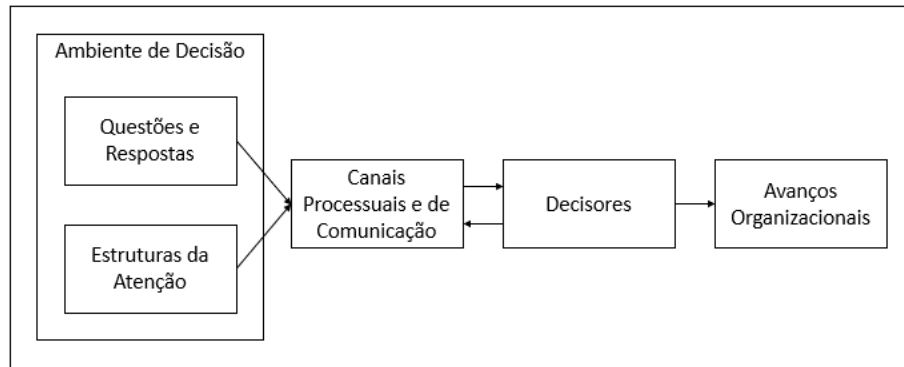 Ambiente de Decisão
Questões e
Respostas
Estruturas da
Atenção
Canais
Processuais e de
Comunicação
Decisores
Avanços
Organizacionais